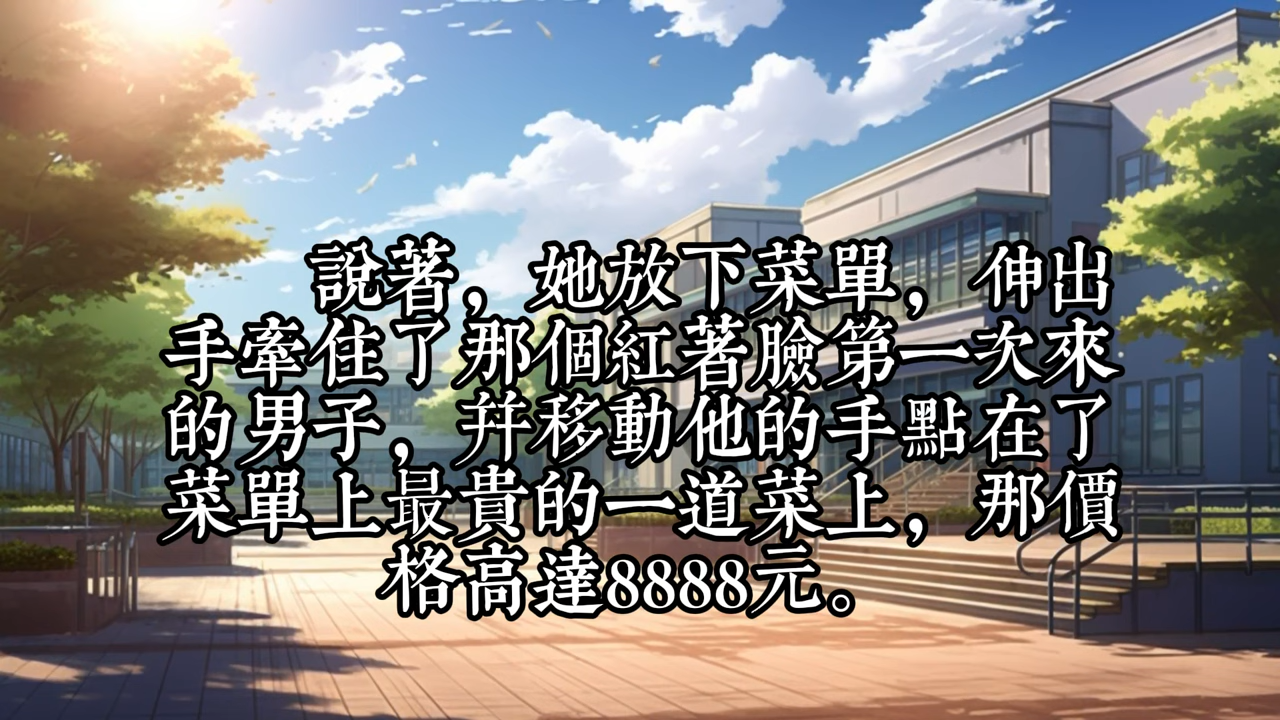 說著，她放下菜單，伸出
手牽住了那個紅著臉第一次來
的男子，并移動他的手點在了
菜單上最貴的一道菜上，那價
格高達8888元。